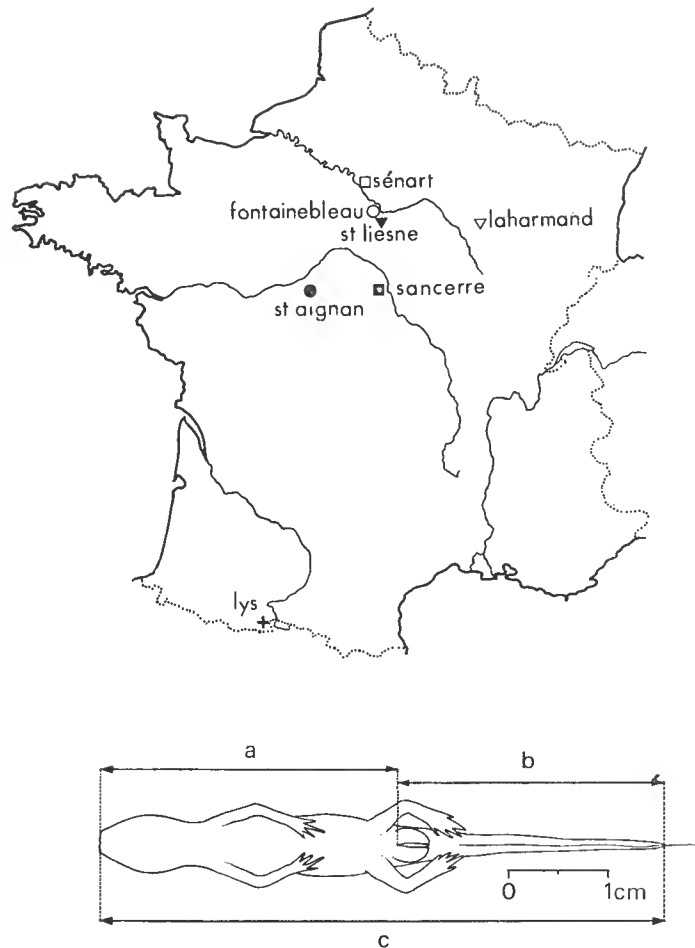 sénart
fontainebleau
laharmand
st liesne
sancerre
st aignan
lys
a
b
0 1cm
c